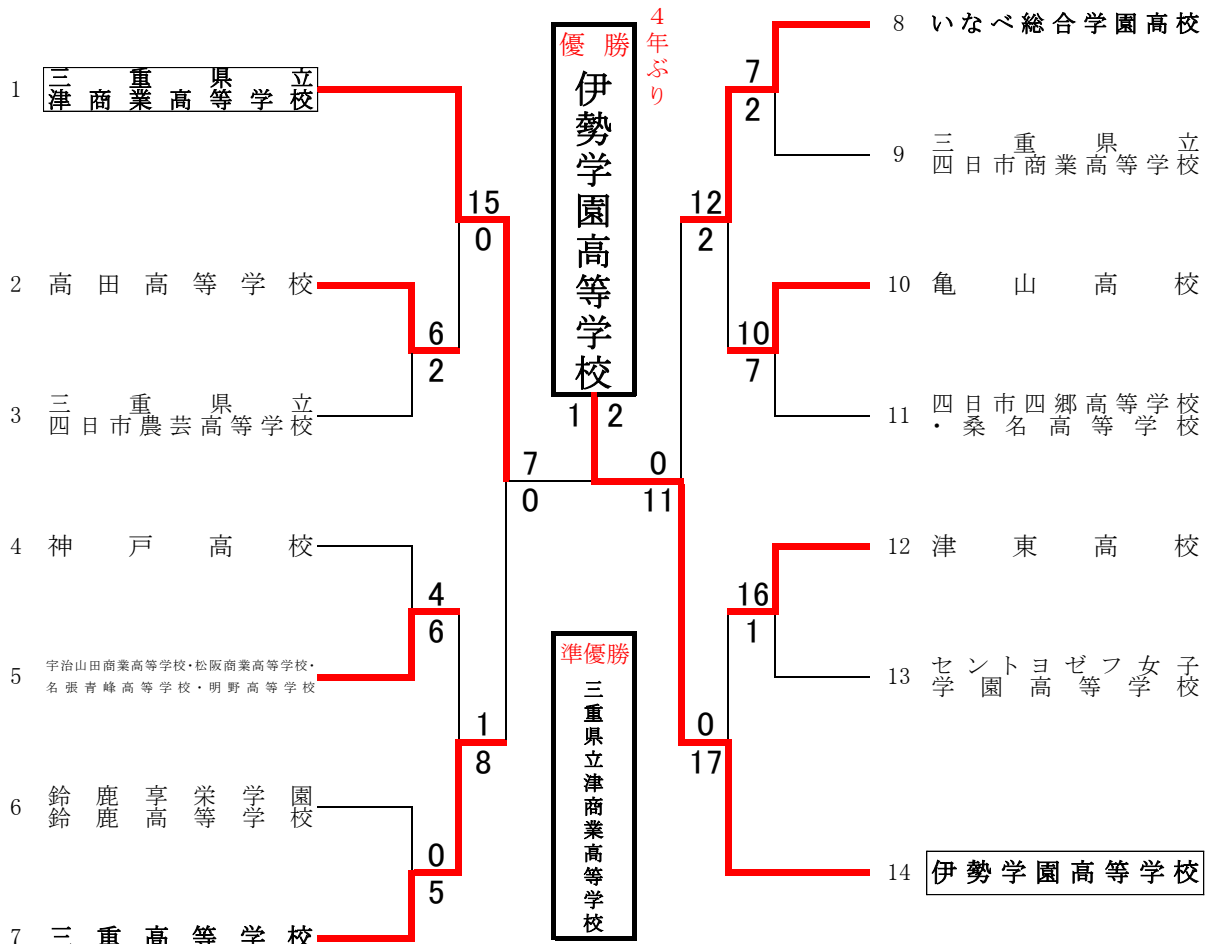 1
三重県立
津商業高等学校
2
高田高等学校
3
三重県立
四日市農芸高等学校
4
神戸高校
5
宇治山田商業高等学校・松阪商業高等学校・
名張青峰高等学校・明野高等学校
6
鈴鹿享栄学園
鈴鹿高等学校
7
三重高等学校
15
0
6
2
4
6
1
8
0
5
7
0
優勝
伊勢学園高等学校
4年ぶり
1
2
準優勝
三重県立津商業高等学校
0
11
12
2
7
2
10
7
16
1
0
17
8
いなべ総合学園高校
9
三重県立
四日市商業高等学校
10
亀山高校
11
四日市四郷高等学校
・桑名高等学校
12
津東高校
13
セントヨゼフ女子
学園高等学校
14
伊勢学園高等学校